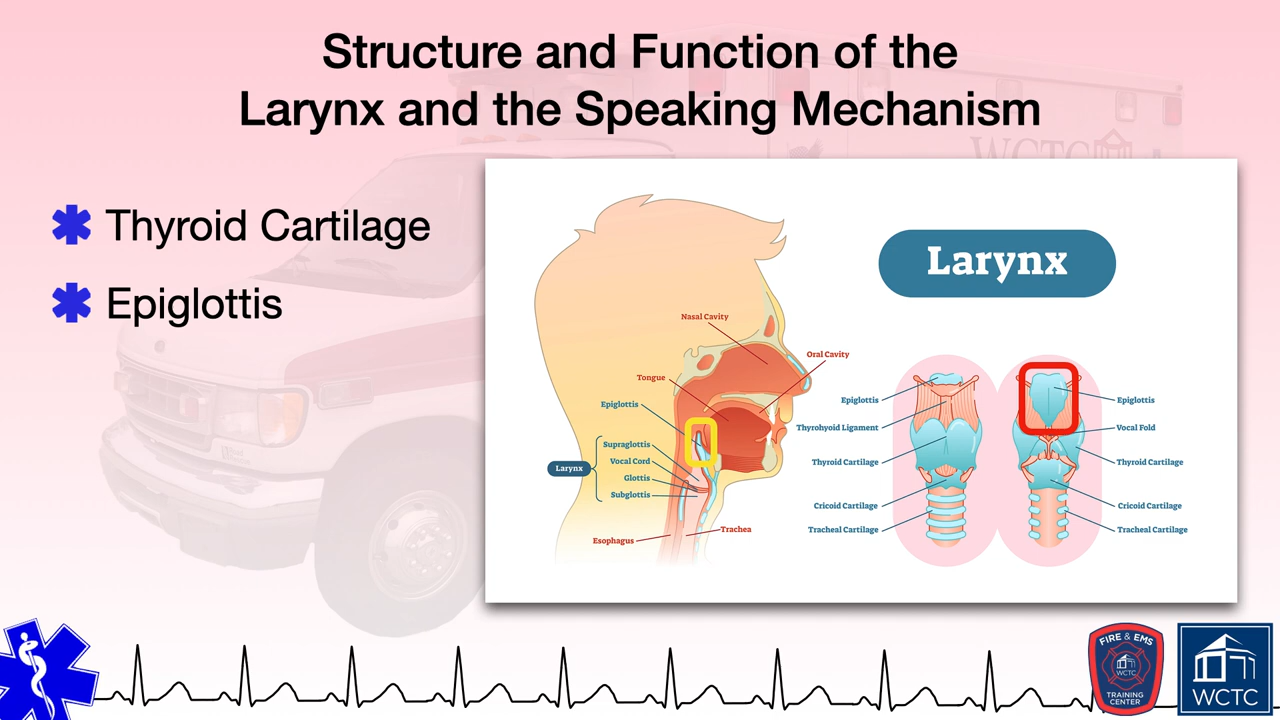 Structure and Function of the
Larynx and the Speaking Mechanism
WCTC
Thyroid Cartilage
Epiglottis
Larynx
Nasal Cavity
Oral Cavity
Tongue
Epiglottis
Supraglottis
Vocal Cord
Larynx
Glottis
Subglottis
Trachea
Esophagus
Epiglottis
Thyrohyoid Ligament
Thyroid Cartilage
Cricoid Cartilage
Tracheal Cartilage
Epiglottis
Vocal Fold
Thyroid Cartilage
Cricoid Cartilage
Tracheal Cartilage
FIRE & EMS
WCTC
TRAINING
CENTER
WCTC